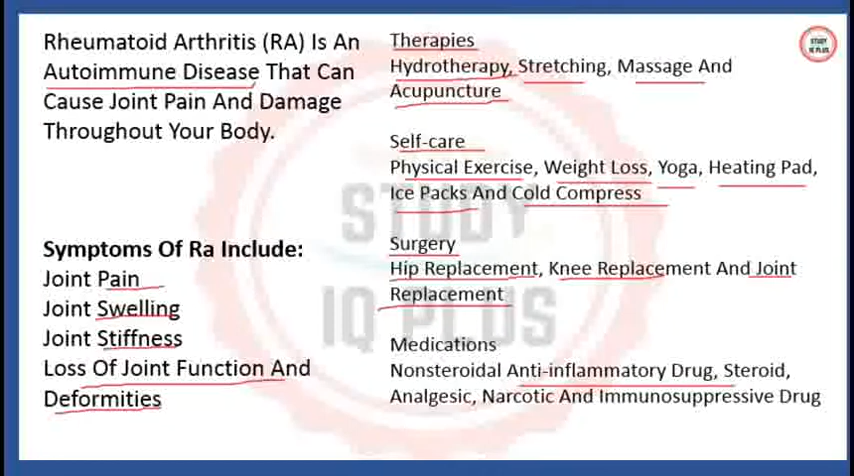 Rheumatoid Arthritis (RA) Is An
Autoimmune Disease That Can
Cause Joint Pain And Damage
Throughout Your Body.
Symptoms Of Ra Include:
Joint Pain
Joint Swelling
Joint Stiffness
Loss Of Joint Function And
Deformities
Therapies
Hydrotherapy, Stretching, Massage And
Acupuncture
Self-care
Physical Exercise, Weight Loss, Yoga, Heating Pad,
Ice Packs And Cold Compress
Surgery
Hip Replacement, Knee Replacement And Joint
Replacement
Medications
Nonsteroidal Anti-inflammatory Drug, Steroid,
Analgesic, Narcotic And Immunosuppressive Drug
STUDY
IQ PLUS
STUDY
IQ PLUS